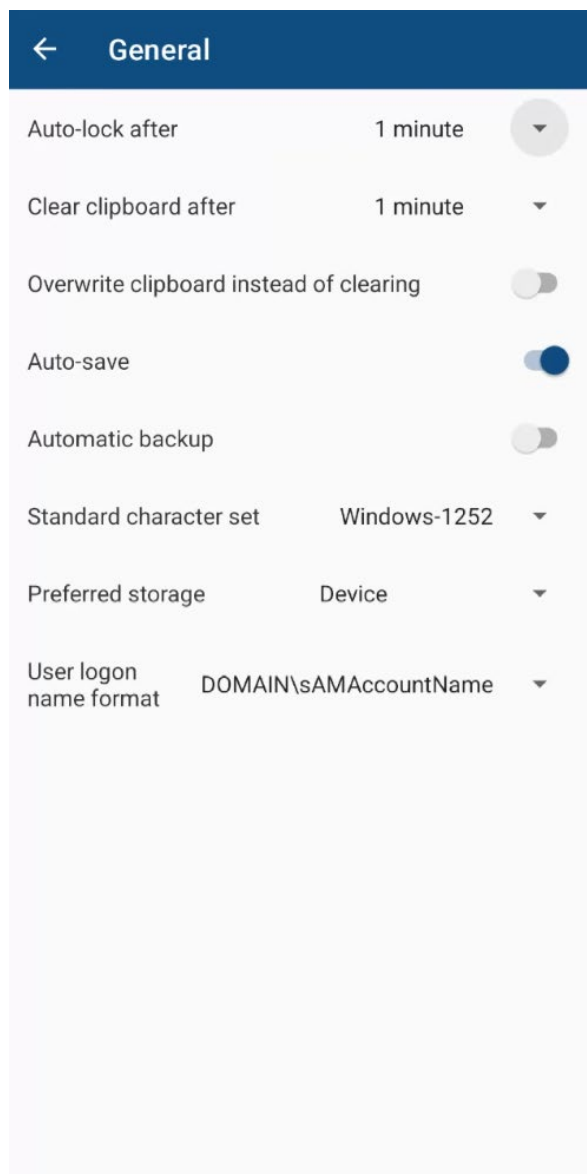 General
Auto-lock after 1 minute
Clear clipboard after 1 minute
Overwrite clipboard instead of clearing
Auto-save
Automatic backup
Standard character set Windows-1252
Preferred storage Device
User logon
name format DOMAIN\sAMAccountName